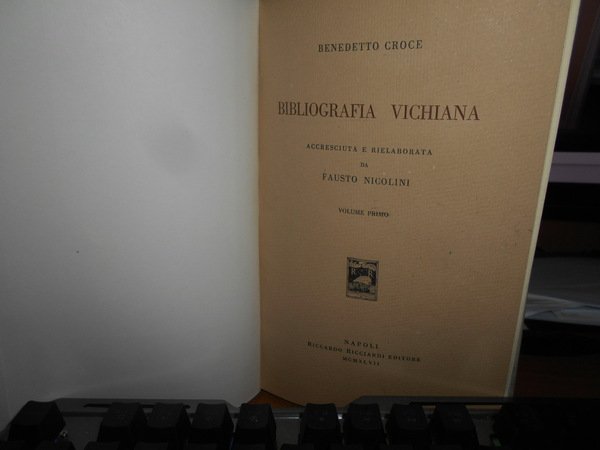 BENEDETTO CROCE
BIBLIOGRAFIA VICHIANA
ACCRESCIUTA E RIELABORATA
DA
FAUSTO NICOLINI
VOLUME PRIMO
R R
NAPOLI
RICCARDO RICCIARDI EDITORE
MCMXLVII